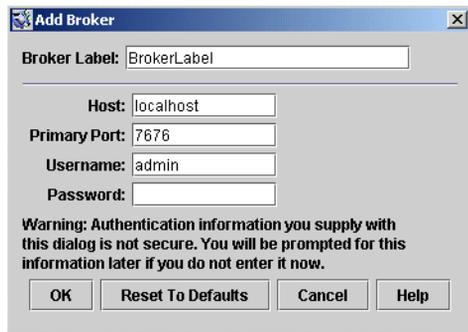 Add Broker
Broker Label: BrokerLabel
Host: localhost
Primary Port: 7676
Username: admin
Password:
Warning: Authentication information you supply with
this dialog is not secure. You will be prompted for this
information later if you do not enter it now.
OK Reset To Defaults Cancel Help